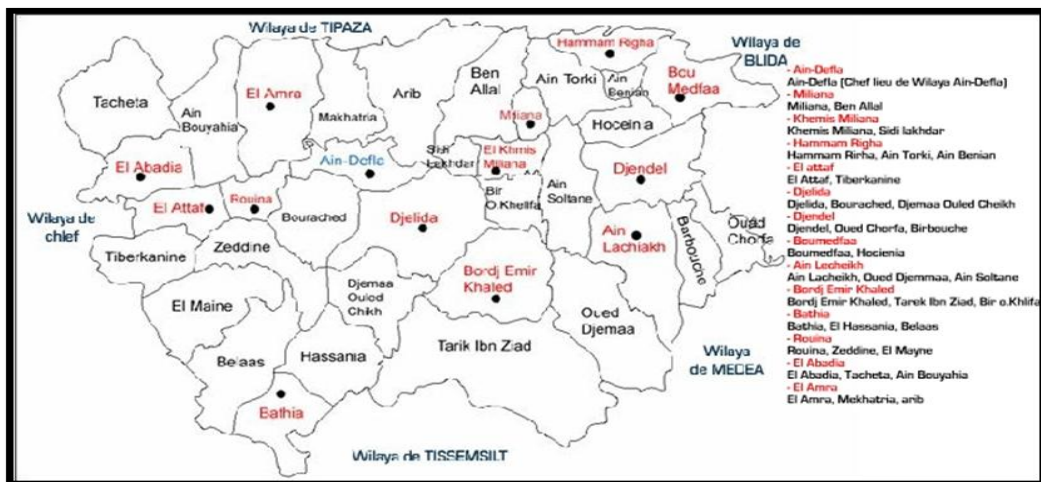 Wilaya de TIPAZA
Hammam Righa
Wilaya de
BLIDA
Tacheta
Ain
Bouyahia
El Amra
Makhatria
Arib
Ben
Allal
Ain Torki
Ain
Benian
Bcu
Medfaa
Miliana
Hoceinia
El Abadia
Ain-Defla
Sidi
Lakhdar
El Khmis
Miliana
Djendel
Wilaya de
chlef
El Attaf
Rouina
Bourached
Djelida
Bir
O.Khelifa
Ain
Soltane
Ain
Lachiakh
Barbouche
Ouad
Chorfa
Tiberkanine
Zeddine
El Maine
Djemaa
Ouled
Chikh
Bordj Emir
Khaled
Oued
Djemaa
Belaas
Hassania
Tarik Ibn Ziad
Wilaya
de MEDEA
Bathia
Wilaya de TISSEMSILT
- Ain-Defla
Ain-Defla (Chef lieu de Wilaya Ain-Defla)
- Miliana
Miliana, Ben Allal
- Khemis Miliana
Khemis Miliana, Sidi lakhdar
- Hammam Righa
Hammam Rirha, Ain Torki, Ain Benian
- El attaf
El Attaf, Tiberkanine
- Djelida
Djelida, Bourached, Djemaa Ouled Cheikh
- Djendel
Djendel, Oued Chorfa, Birbouche
- Boumedfaa
Boumedfaa, Hocienia
- Ain Lecheikh
Ain Lacheikh, Oued Djemmaa, Ain Soltane
- Bordj Emir Khaled
Bordj Emir Khaled, Tarek Ibn Ziad, Bir o.Khlifa
- Bathia
Bathia, El Hassania, Belaas
- Rouina
Rouina, Zeddine, El Mayne
- El Abadia
El Abadia, Tacheta, Ain Bouyahia
- El Amra
El Amra, Mekhatria, arib